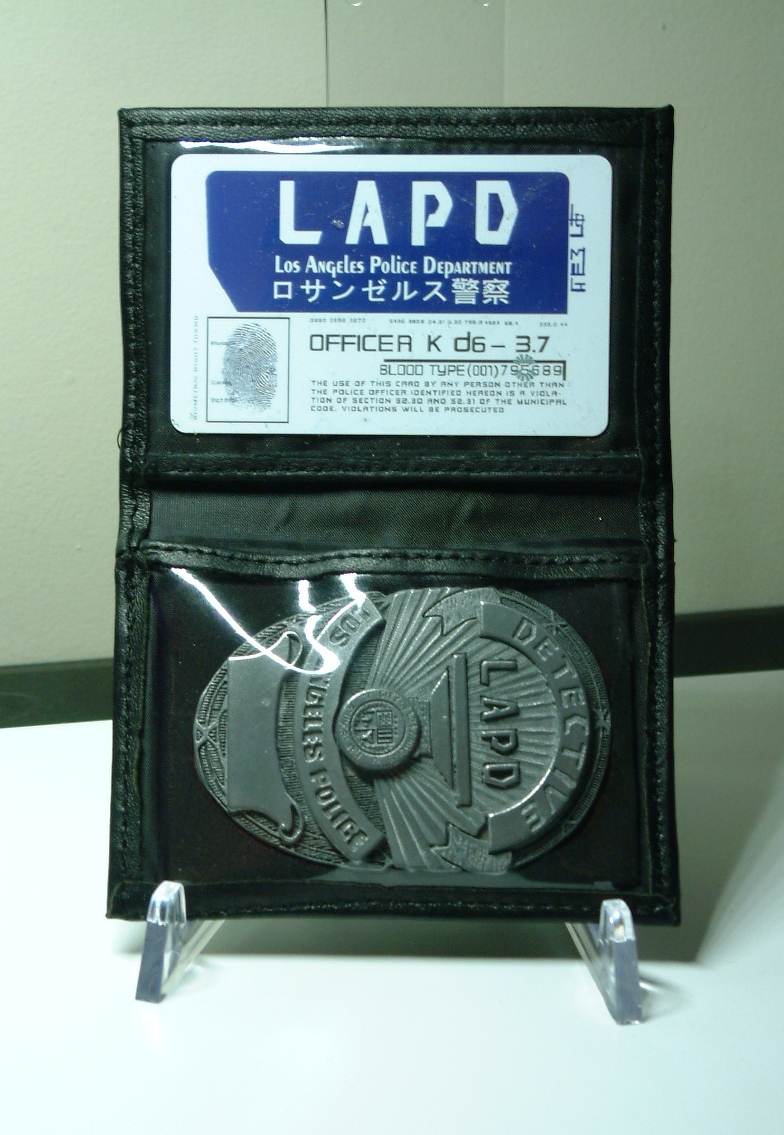 LAPD
LOS ANGELES POLICE DEPARTMENT
ロサンゼルス警察
OFFICER K d6-3.7
BLOOD TYPE(001)795689
THE USE OF THIS CARD BY ANY PERSON OTHER THAN
THE POLICE OFFICER IDENTIFIED HEREON IS A VIOLA-
TION OF SECTION 52.30 AND 52.31 OF THE MUNICIPAL
CODE. VIOLATIONS WILL BE PROSECUTED
DETECTIVE
LAPD
LOS ANGELES POLICE